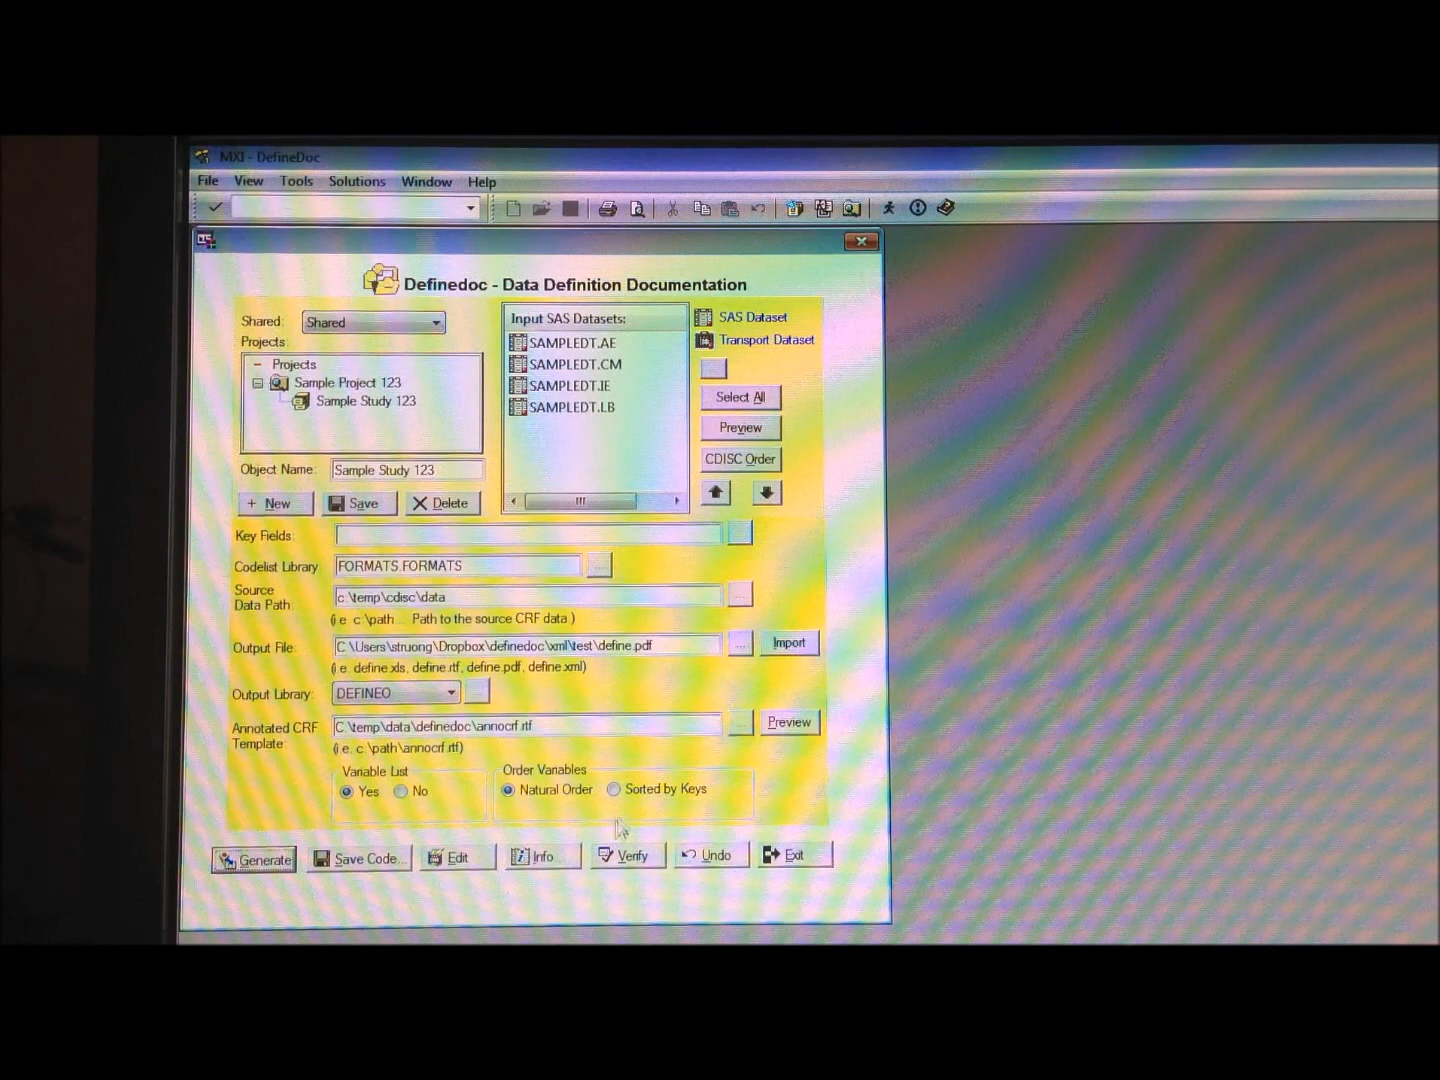 MXI - DefineDoc
File View Tools Solutions Window Help
Definedoc - Data Definition Documentation
Shared: Shared
Projects:
Projects
Sample Project 123
Sample Study 123
Object Name: Sample Study 123
New Save Delete
Input SAS Datasets:
SAMPLEDT.AE
SAMPLEDT.CM
SAMPLEDT.IE
SAMPLEDT.LB
SAS Dataset
Transport Dataset
Select All
Preview
CDISC Order
Key Fields:
Codelist Library FORMATS.FORMATS ...
Source
Data Path: c:\temp\cdisc\data ...
(i.e. c:\path... Path to the source CRF data.)
Output File: C:\Users\struong\Dropbox\definedoc\xml\test\define.pdf ... Import
(i.e. define.xls, define.rtf, define.pdf, define.xml)
Output Library: DEFINEO
Annotated CRF
Template: C:\temp\data\definedoc\annocrf.rtf ... Preview
(i.e. c:\path\annocrf.rtf)
Variable List
Yes No
Order Variables
Natural Order Sorted by Keys
Generate Save Code... Edit Info... Verify Undo Exit